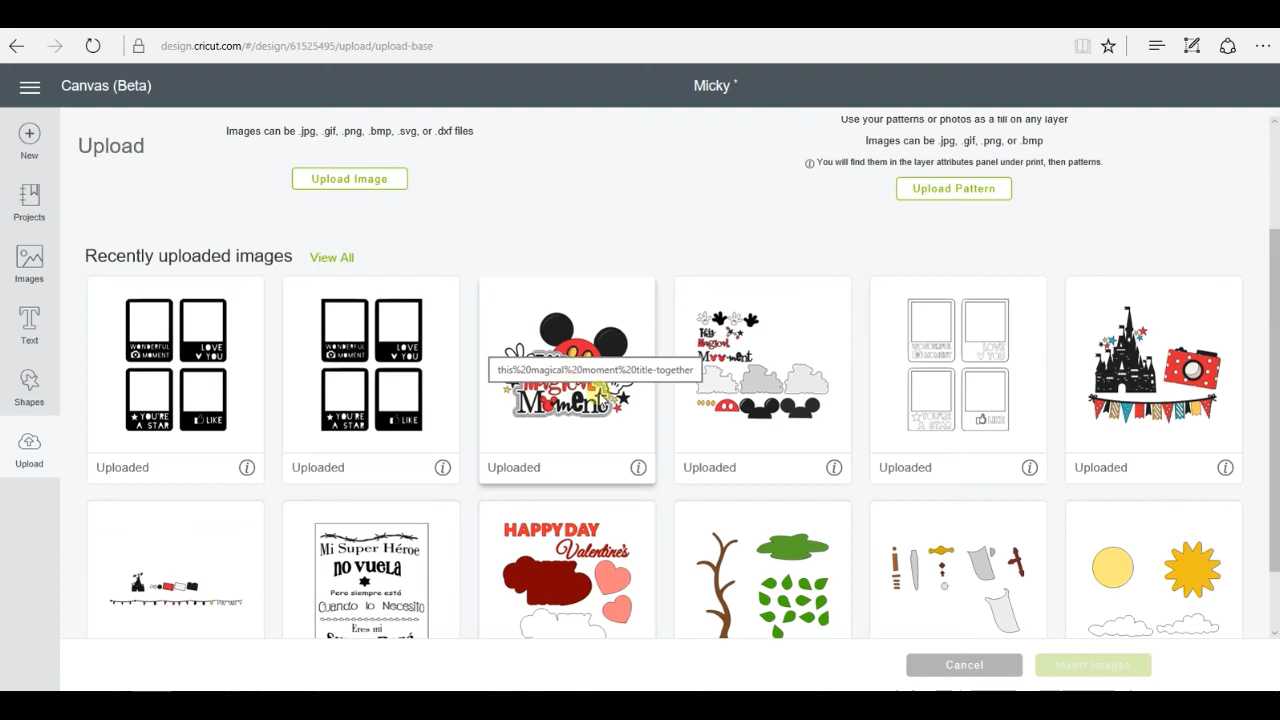 design.cricut.com/#/design/61525495/upload/upload-base
Canvas (Beta)
Micky *
New
Projects
Images
Text
Shapes
Upload
Upload
Images can be .jpg, .gif, .png, .bmp, .svg, or .dxf files
Upload Image
Use your patterns or photos as a fill on any layer
Images can be .jpg, .gif, .png, or .bmp
You will find them in the layer attributes panel under print, then patterns.
Upload Pattern
Recently uploaded images View All
WONDERFUL
MOMENT
LOVE
YOU
YOU'RE
A STAR
LIKE
Uploaded
WONDERFUL
MOMENT
LOVE
YOU
YOU'RE
A STAR
LIKE
Uploaded
this%20magical%20moment%20title-together
Moment
Uploaded
this
Magical
Moment
Uploaded
WONDERFUL
MOMENT
LOVE
YOU
YOU'RE
A STAR
LIKE
Uploaded
Uploaded
Mi Super Héroe
no vuela
Pero siempre está
Cuando lo Necesito
Eres mi
HAPPY DAY
Valentine's
Cancel
Insert Images